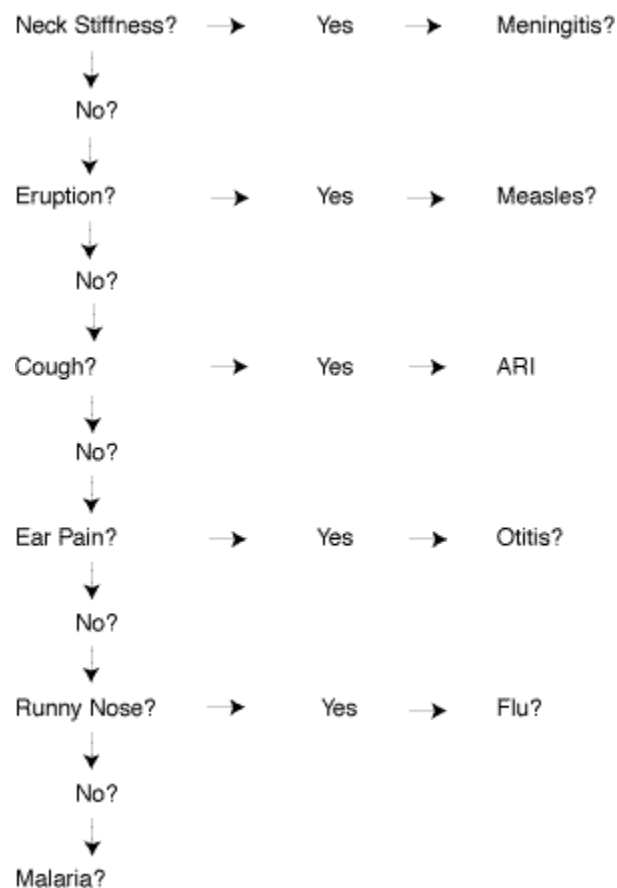 Neck Stiffness? Yes Meningitis?
No?
Eruption? Yes Measles?
No?
Cough? Yes ARI
No?
Ear Pain? Yes Otitis?
No?
Runny Nose? Yes Flu?
No?
Malaria?